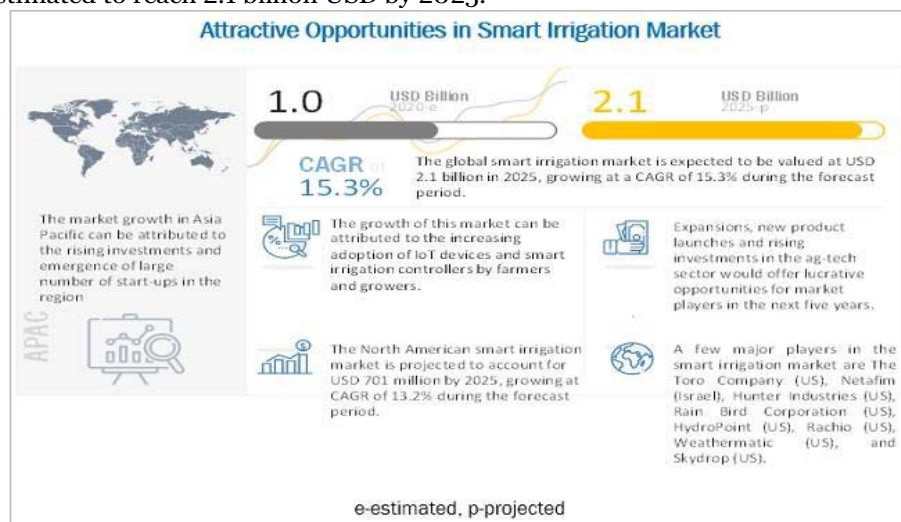 estimated to reach 2.1 billion USD by 2025.
Attractive Opportunities in Smart Irrigation Market
1.0
USD Billion
2020-e
2.1
USD Billion
2025-p
CAGR of
15.3%
The global smart irrigation market is expected to be valued at USD
2.1 billion in 2025, growing at a CAGR of 15.3% during the forecast
period.
The market growth in Asia
Pacific can be attributed to
the rising investments and
emergence of large
number of start-ups in the
region
APAC
The growth of this market can be
attributed to the increasing
adoption of IoT devices and smart
irrigation controllers by farmers
and growers.
Expansions, new product
launches and rising
investments in the ag-tech
sector would offer lucrative
opportunities for market
players in the next five years.
The North American smart irrigation
market is projected to account for
USD 701 million by 2025, growing at
CAGR of 13.2% during the forecast
period.
A few major players in the
smart irrigation market are The
Toro Company (US), Netafim
(Israel), Hunter Industries (US),
Rain Bird Corporation (US),
HydroPoint (US), Rachio (US),
Weathermatic (US), and
Skydrop (US).
e-estimated, p-projected